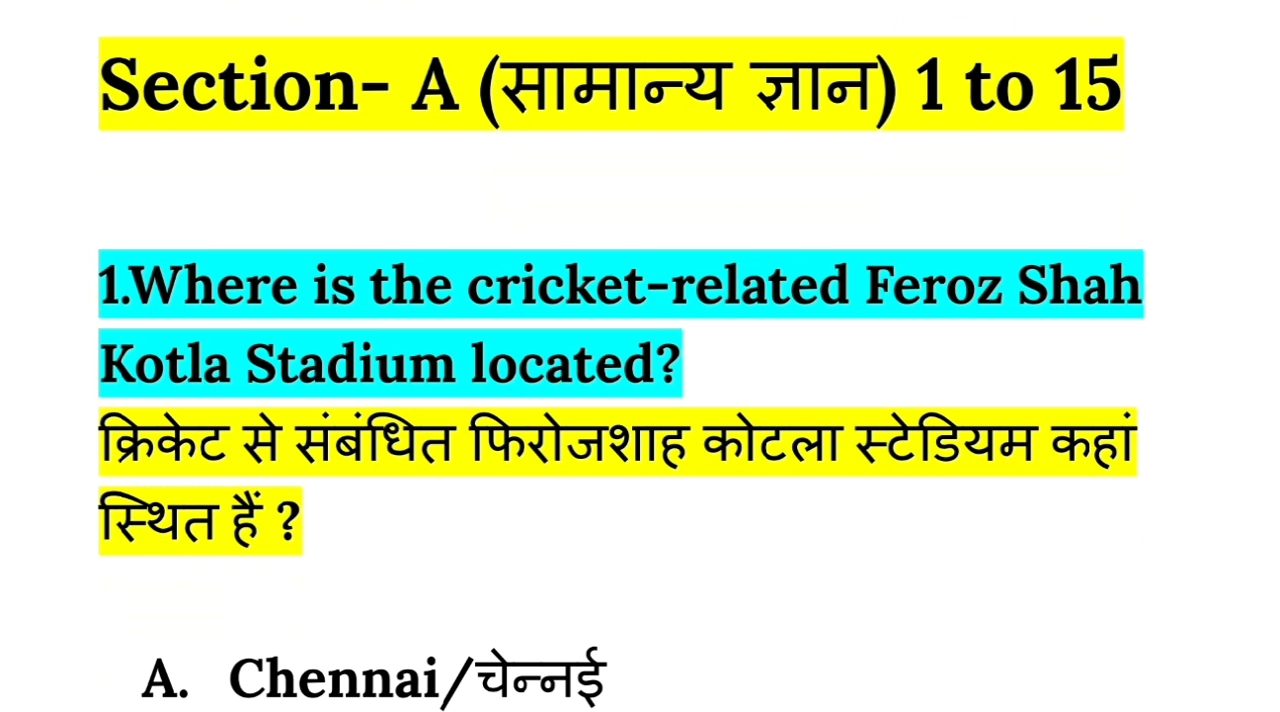 Section- A (सामान्य ज्ञान) 1 to 15
1.Where is the cricket-related Feroz Shah
Kotla Stadium located?
क्रिकेट से संबंधित फिरोजशाह कोटला स्टेडियम कहां
स्थित हैं ?
A. Chennai/चेन्नई